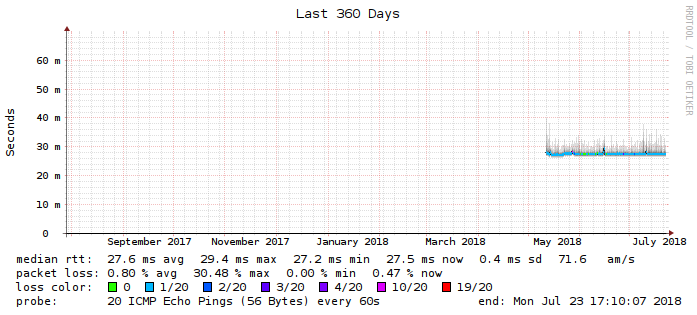 Last 360 Days
RRDTOOL / TOBI OETIKER
Seconds
60 m
50 m
40 m
30 m
20 m
10 m
0
September 2017 November 2017 January 2018 March 2018 May 2018 July 2018
median rtt: 27.6 ms avg 29.4 ms max 27.2 ms min 27.5 ms now 0.4 ms sd 71.6 am/s
packet loss: 0.80 % avg 30.48 % max 0.00 % min 0.47 % now
loss color: 0 1/20 2/20 3/20 4/20 10/20 19/20
probe: 20 ICMP Echo Pings (56 Bytes) every 60s end: Mon Jul 23 17:10:07 2018